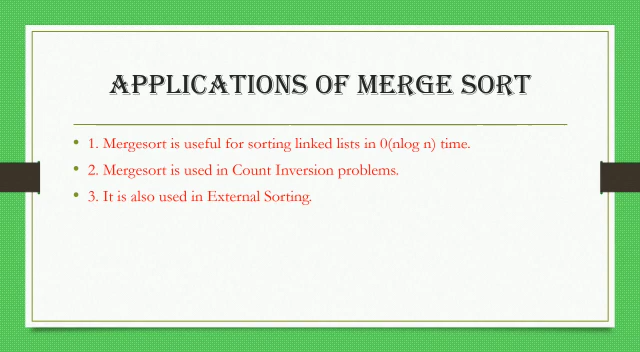 APPLICATIONS OF MERGE SORT
• 1. Mergesort is useful for sorting linked lists in 0(nlog n) time.
• 2. Mergesort is used in Count Inversion problems.
• 3. It is also used in External Sorting.